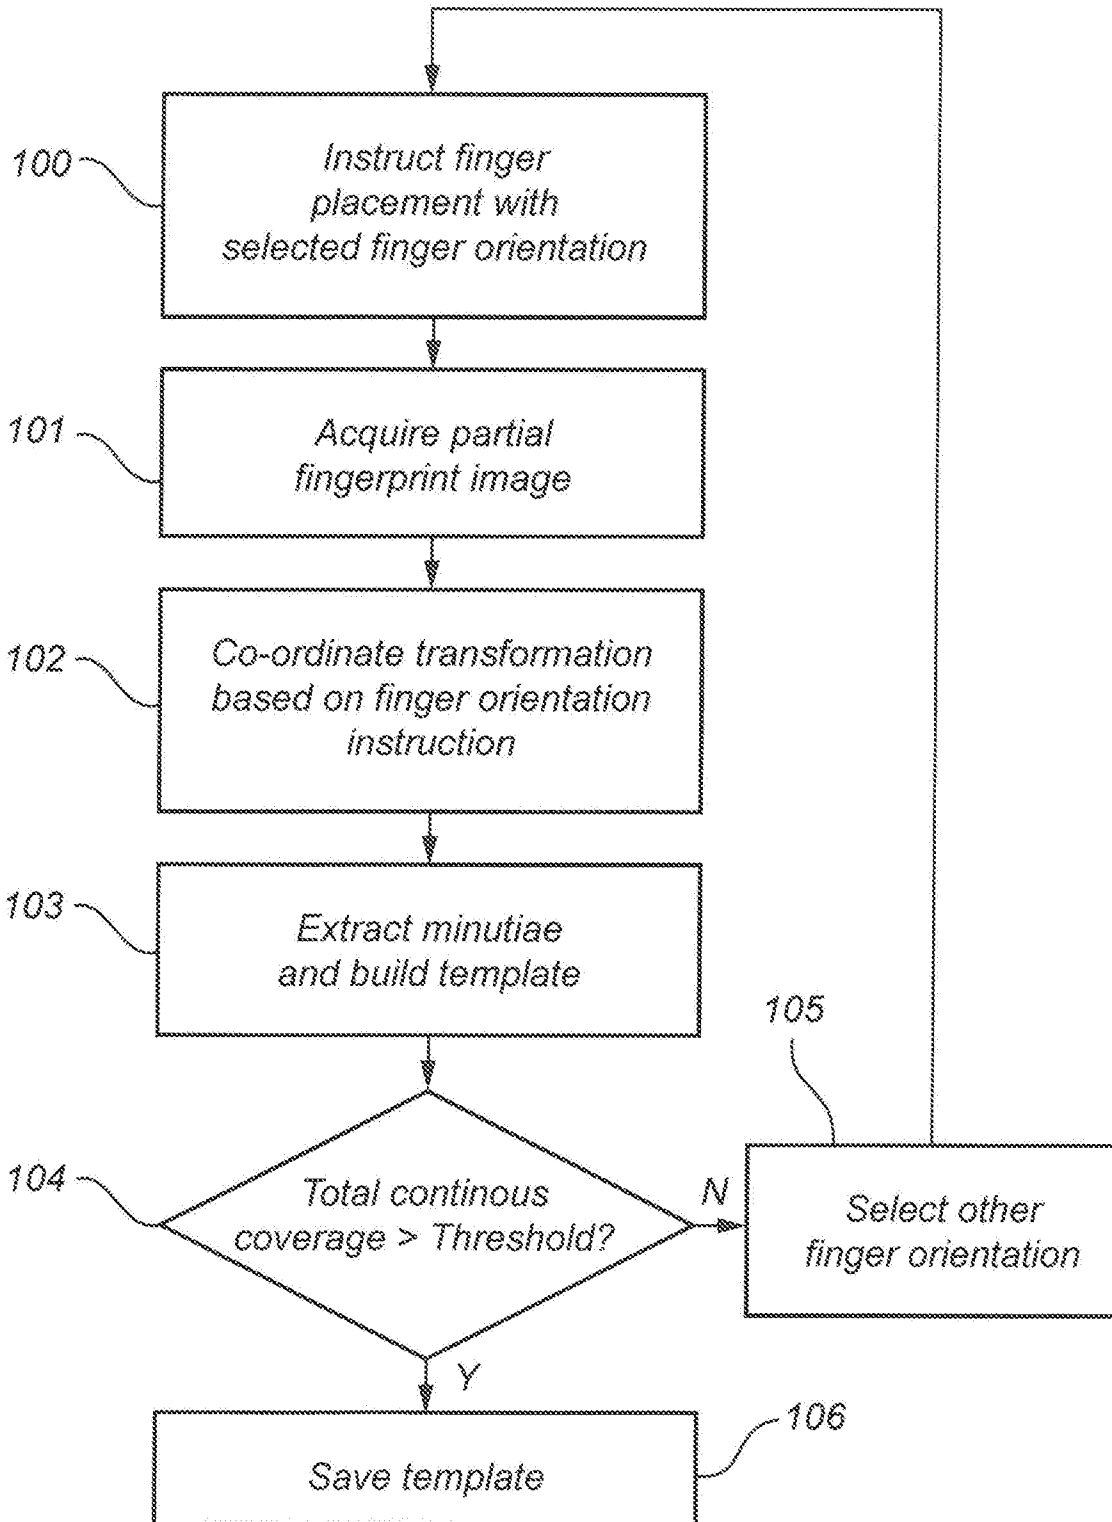 100
Instruct finger
placement with
selected finger orientation
101
Acquire partial
fingerprint image
102
Co-ordinate transformation
based on finger orientation
instruction
103
Extract minutiae
and build template
104
Total continous
coverage > Threshold?
N
105
Select other
finger orientation
Y
106
Save template